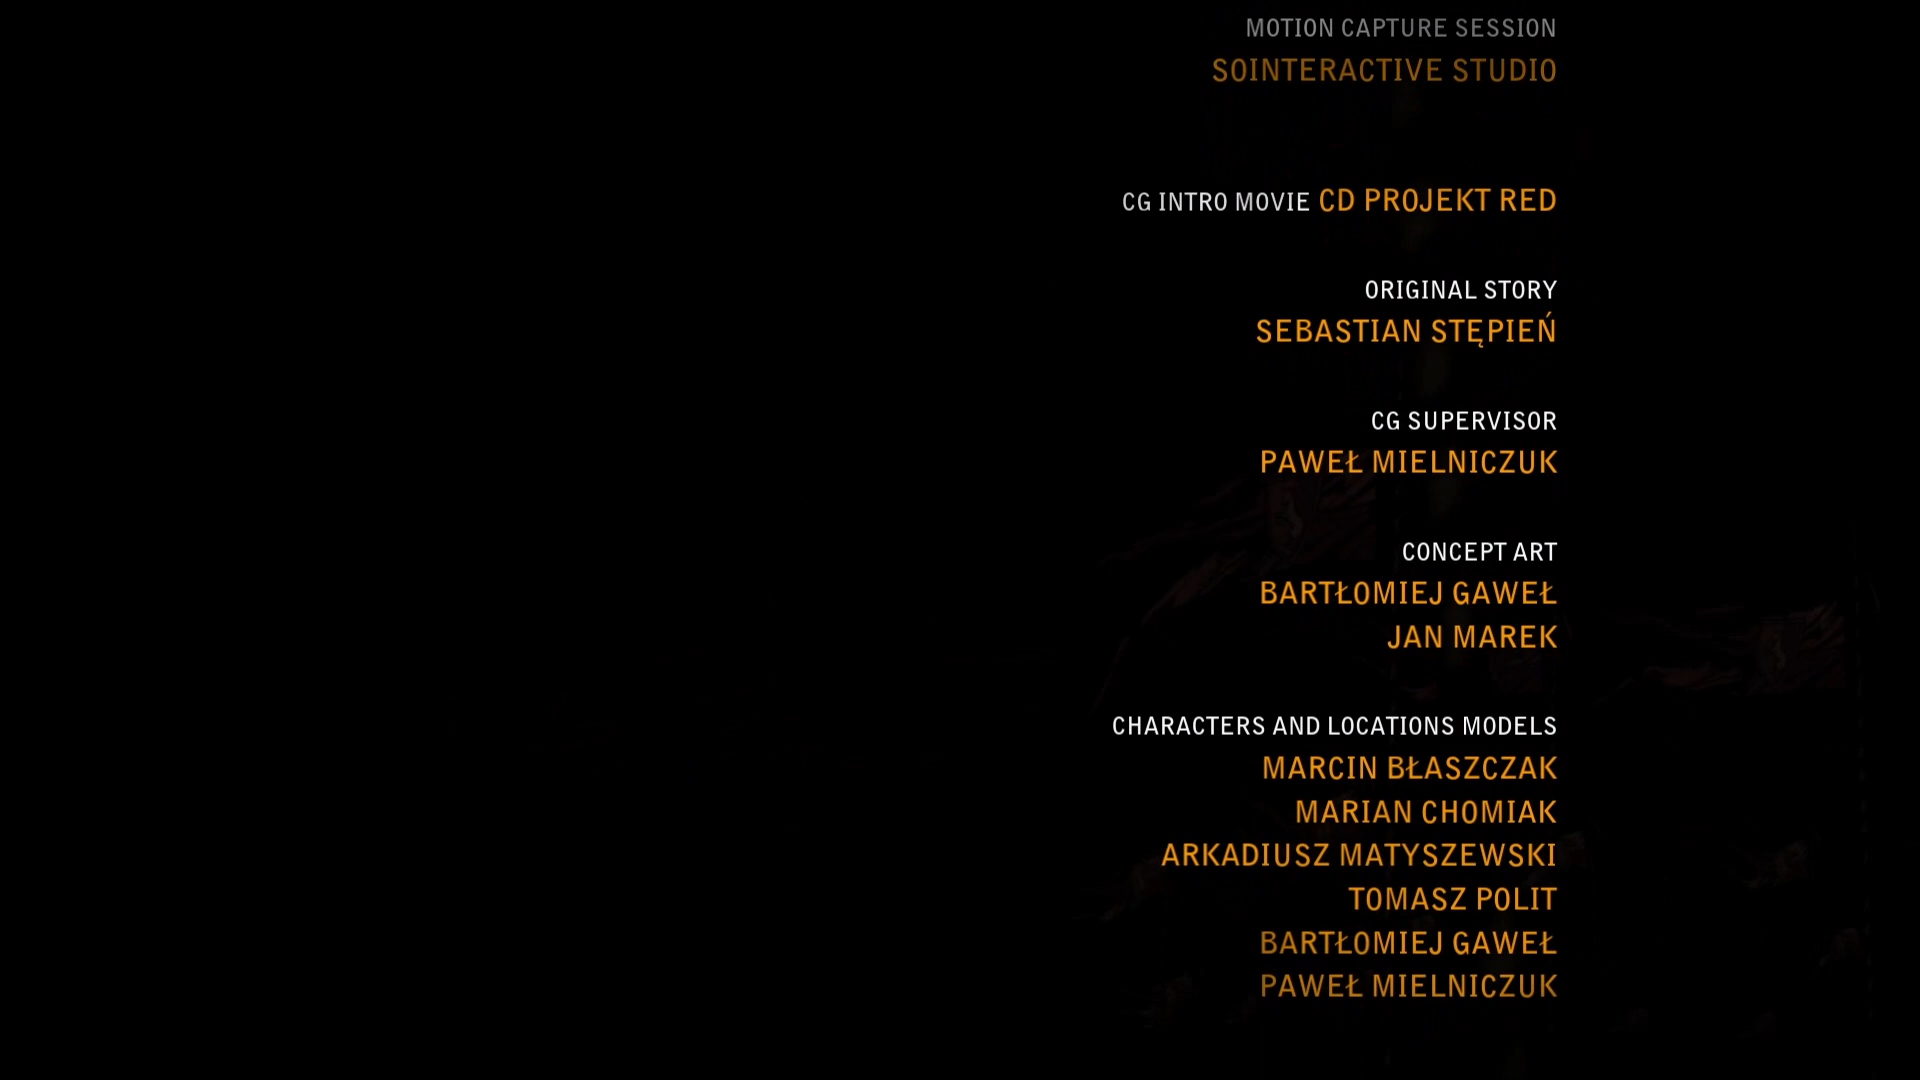 MOTION CAPTURE SESSION
SOINTERACTIVE STUDIO
CG INTRO MOVIE CD PROJEKT RED
ORIGINAL STORY
SEBASTIAN STĘPIEŃ
CG SUPERVISOR
PAWEŁ MIELNICZUK
CONCEPT ART
BARTŁOMIEJ GAWEŁ
JAN MAREK
CHARACTERS AND LOCATIONS MODELS
MARCIN BŁASZCZAK
MARIAN CHOMIAK
ARKADIUSZ MATYSZEWSKI
TOMASZ POLIT
BARTŁOMIEJ GAWEŁ
PAWEŁ MIELNICZUK